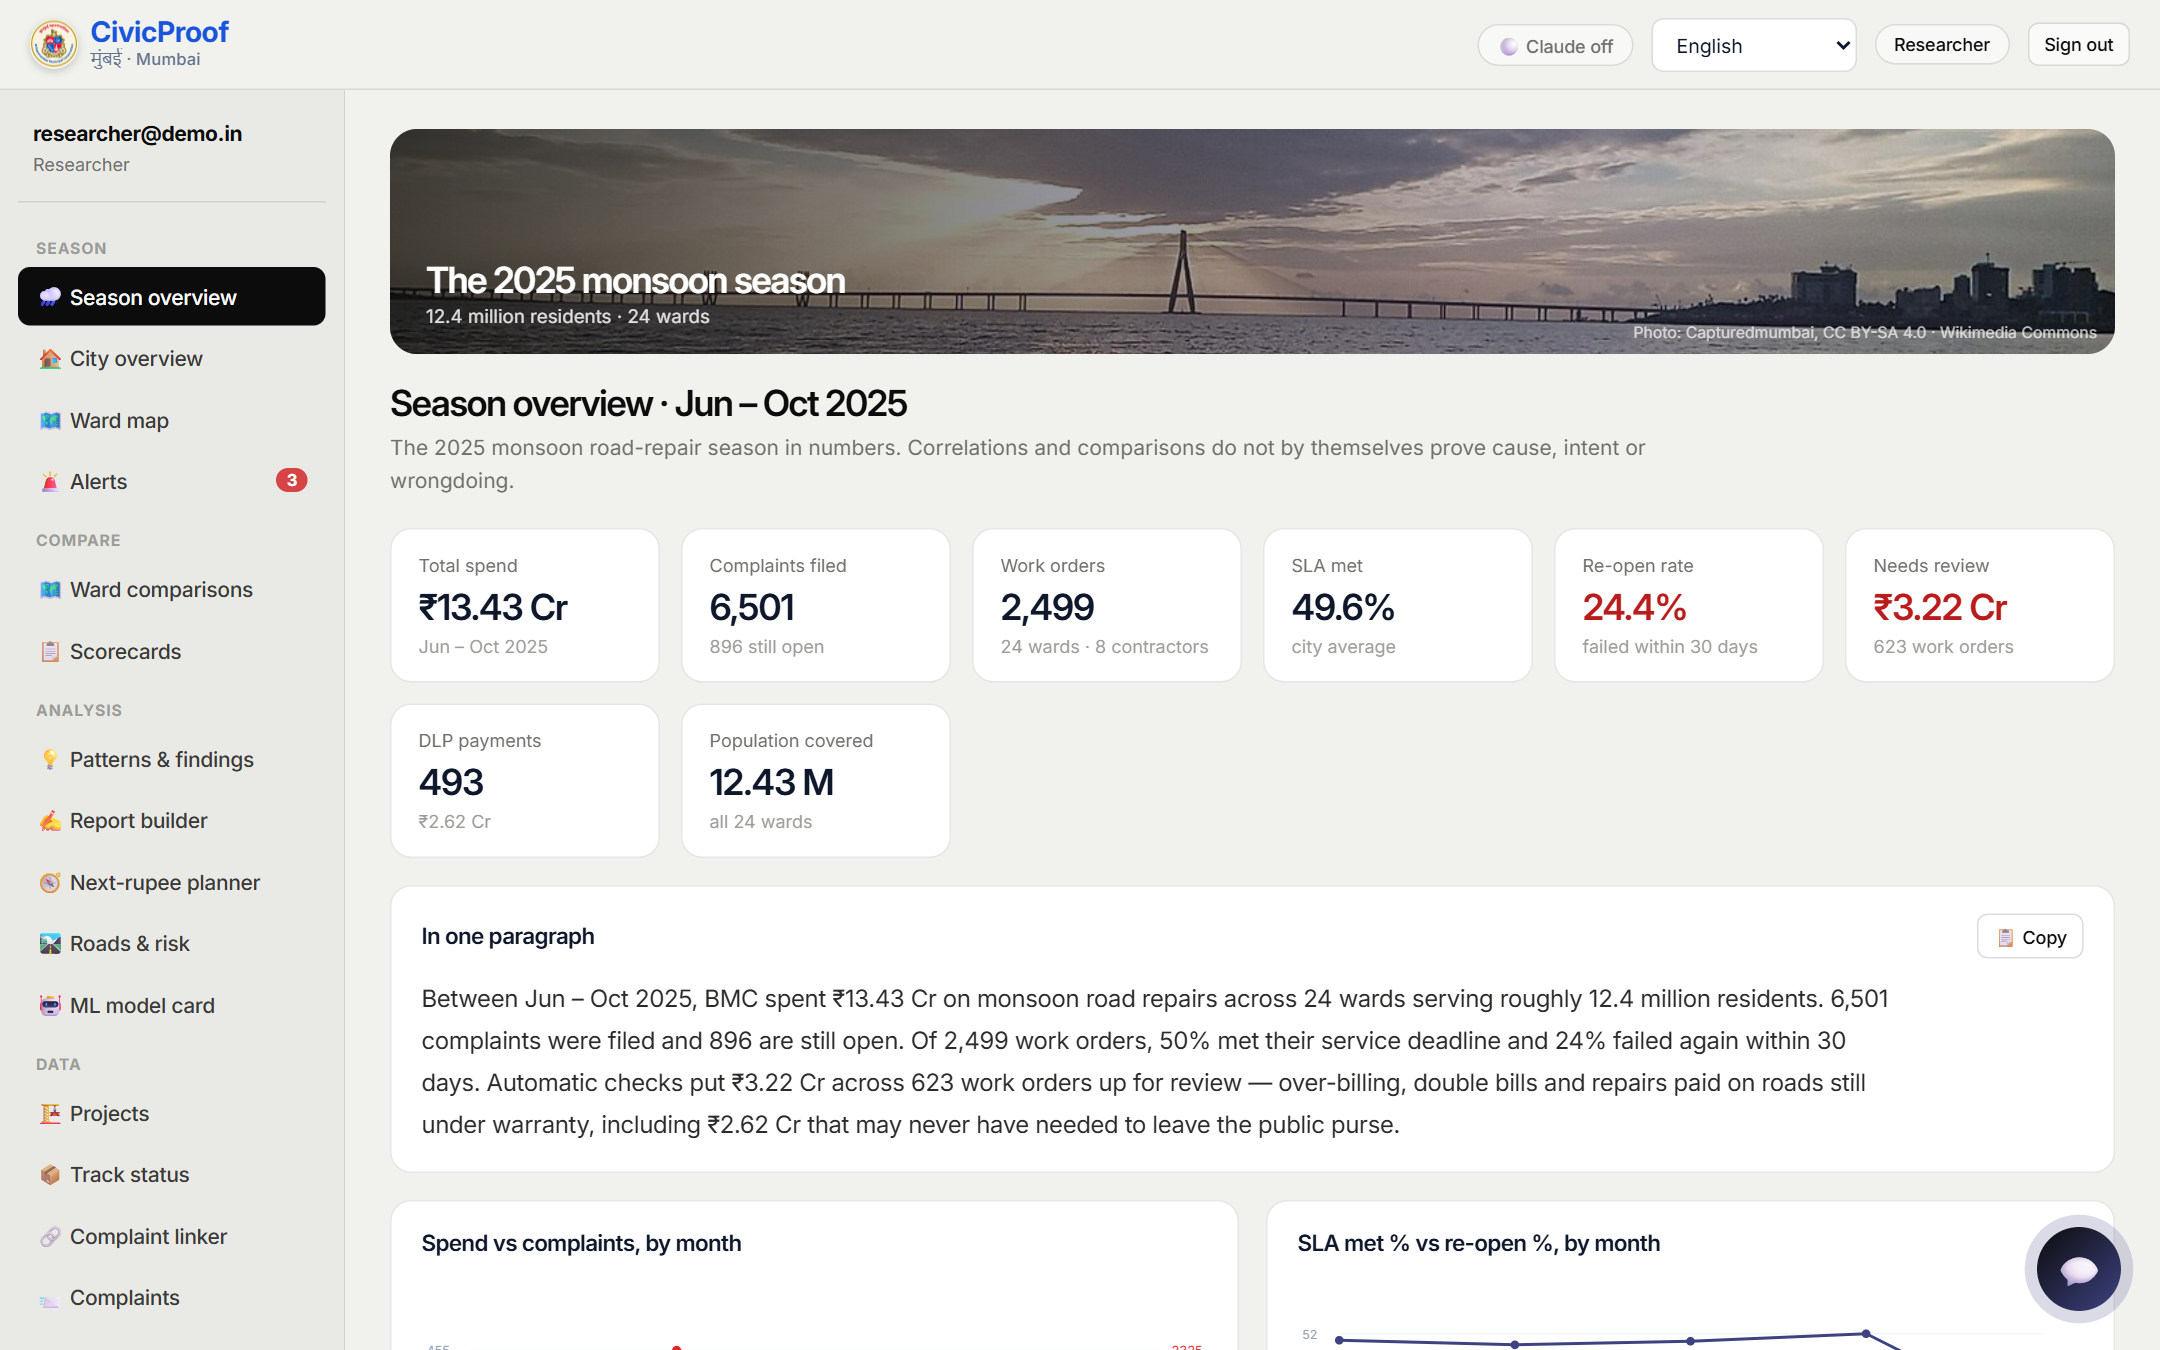 CivicProof
मुंबई · Mumbai
Claude off
English
Researcher
Sign out
researcher@demo.in
Researcher
SEASON
Season overview
City overview
Ward map
Alerts
3
COMPARE
Ward comparisons
Scorecards
ANALYSIS
Patterns & findings
Report builder
Next-rupee planner
Roads & risk
ML model card
DATA
Projects
Track status
Complaint linker
Complaints
The 2025 monsoon season
12.4 million residents · 24 wards
Photo: Capturedmumbai, CC BY-SA 4.0 · Wikimedia Commons
Season overview · Jun – Oct 2025
The 2025 monsoon road-repair season in numbers. Correlations and comparisons do not by themselves prove cause, intent or
wrongdoing.
Total spend
₹13.43 Cr
Jun – Oct 2025
Complaints filed
6,501
896 still open
Work orders
2,499
24 wards · 8 contractors
SLA met
49.6%
city average
Re-open rate
24.4%
failed within 30 days
Needs review
₹3.22 Cr
623 work orders
DLP payments
493
₹2.62 Cr
Population covered
12.43 M
all 24 wards
In one paragraph
Copy
Between Jun – Oct 2025, BMC spent ₹13.43 Cr on monsoon road repairs across 24 wards serving roughly 12.4 million residents. 6,501
complaints were filed and 896 are still open. Of 2,499 work orders, 50% met their service deadline and 24% failed again within 30
days. Automatic checks put ₹3.22 Cr across 623 work orders up for review — over-billing, double bills and repairs paid on roads still
under warranty, including ₹2.62 Cr that may never have needed to leave the public purse.
Spend vs complaints, by month
SLA met % vs re-open %, by month
52